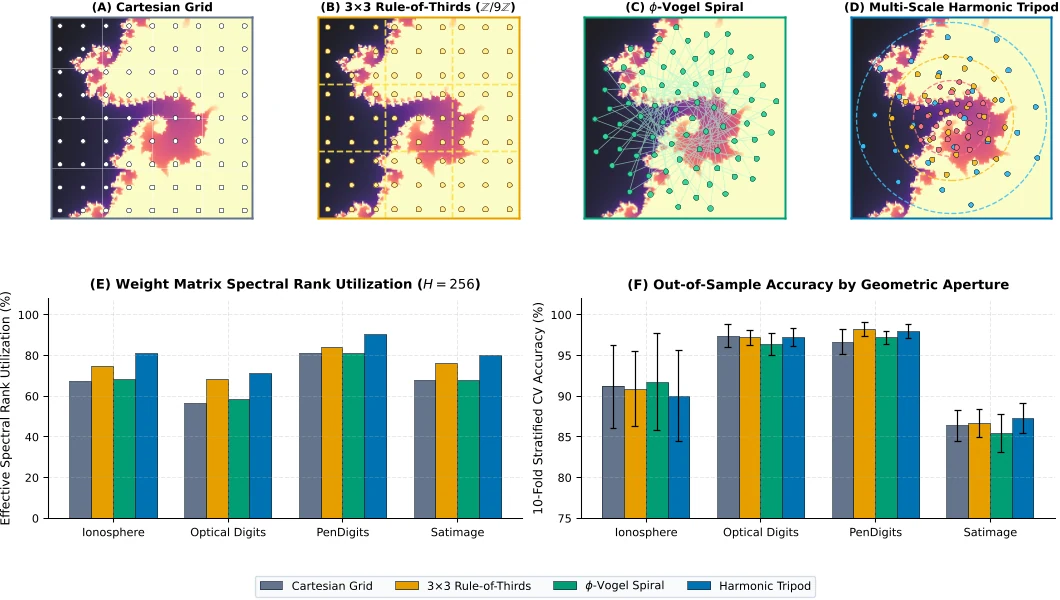 (A) Cartesian Grid
(B) 3×3 Rule-of-Thirds (ℤ/9ℤ)
(C) ϕ-Vogel Spiral
(D) Multi-Scale Harmonic Tripod
(E) Weight Matrix Spectral Rank Utilization (H = 256)
Effective Spectral Rank Utilization (%)
100
80
60
40
20
0
Ionosphere
Optical Digits
PenDigits
Satimage
(F) Out-of-Sample Accuracy by Geometric Aperture
10-Fold Stratified CV Accuracy (%)
100
95
90
85
80
75
Ionosphere
Optical Digits
PenDigits
Satimage
Cartesian Grid
3×3 Rule-of-Thirds
ϕ-Vogel Spiral
Harmonic Tripod